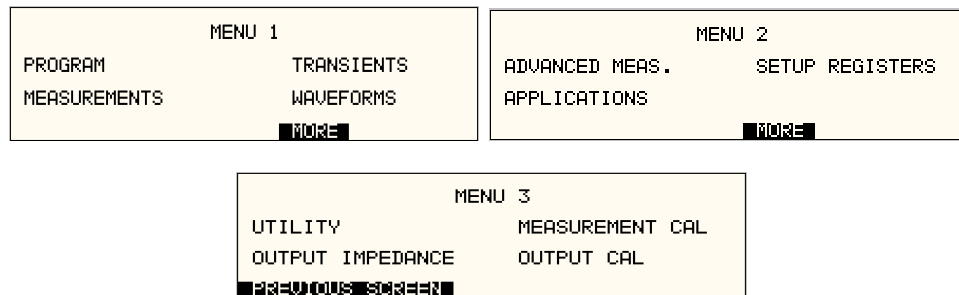 MENU 1
PROGRAM TRANSIENTS
MEASUREMENTS WAVEFORMS
MORE
MENU 2
ADVANCED MEAS. SETUP REGISTERS
APPLICATIONS
MORE
MENU 3
UTILITY MEASUREMENT CAL
OUTPUT IMPEDANCE OUTPUT CAL
PREVIOUS SCREEN